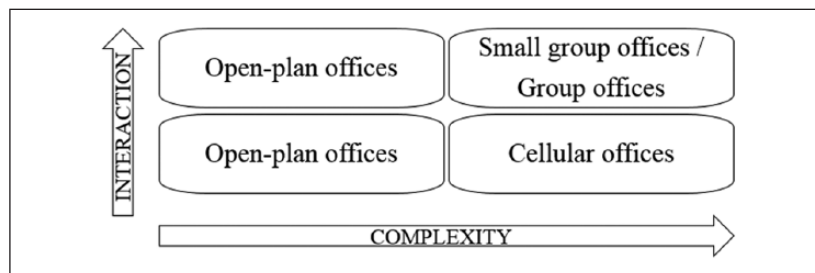 INTERACTION
Open-plan offices
Small group offices /
Group offices
Open-plan offices
Cellular offices
COMPLEXITY